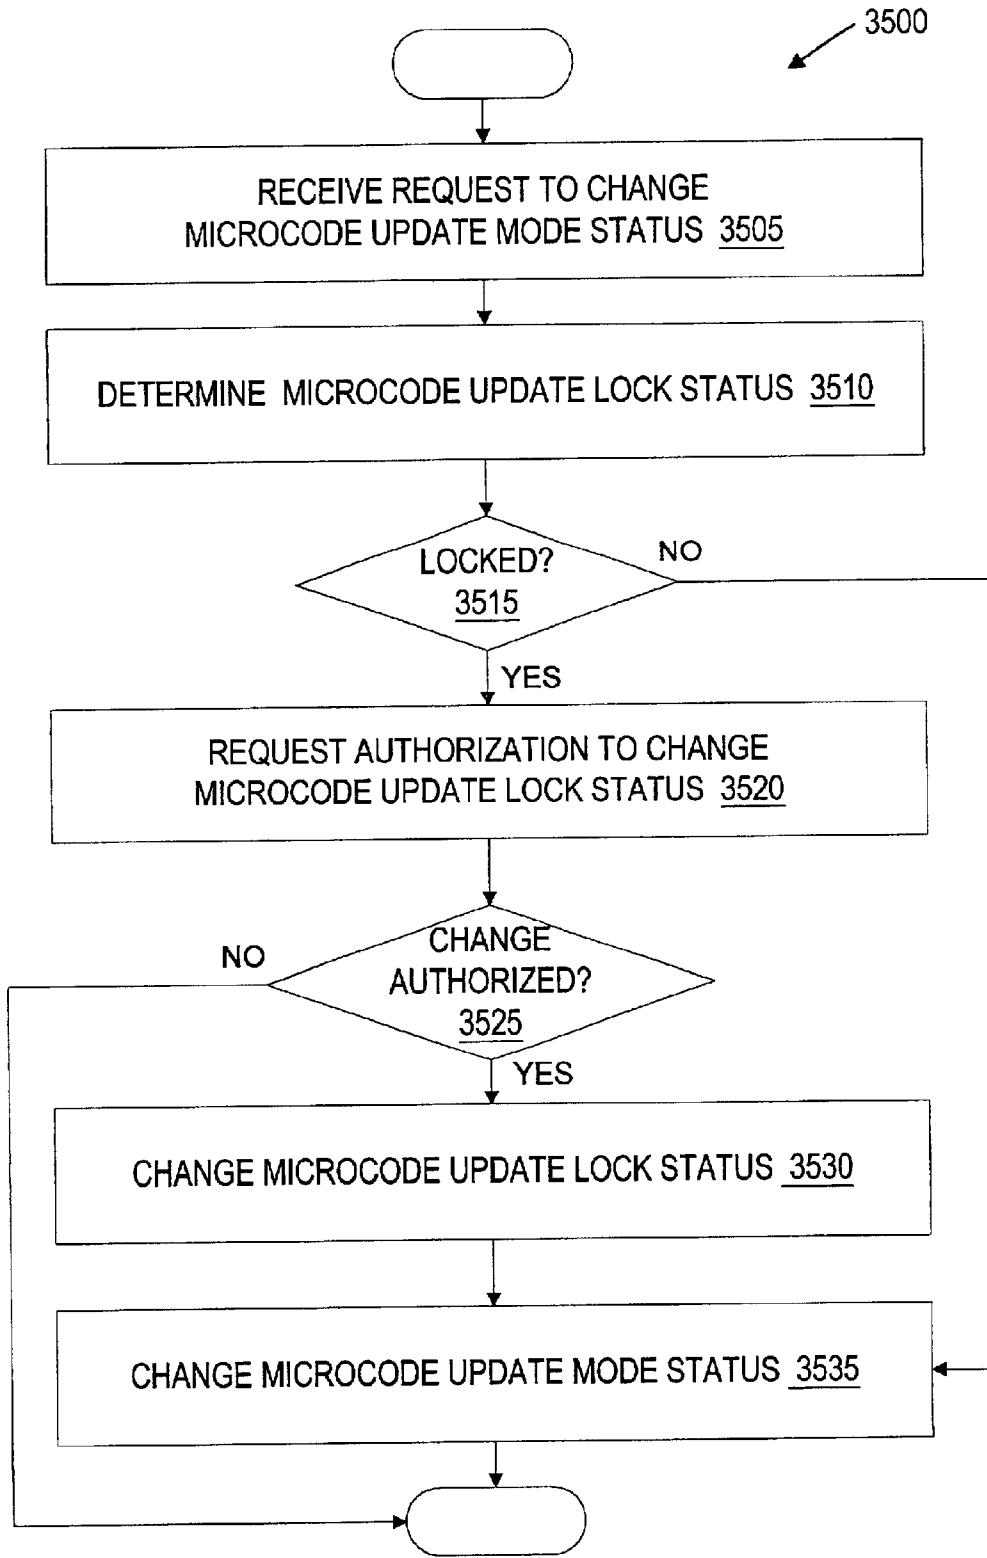 3500
RECEIVE REQUEST TO CHANGE
MICROCODE UPDATE MODE STATUS 3505
DETERMINE MICROCODE UPDATE LOCK STATUS 3510
LOCKED?
3515
NO
YES
REQUEST AUTHORIZATION TO CHANGE
MICROCODE UPDATE LOCK STATUS 3520
NO
CHANGE
AUTHORIZED?
3525
YES
CHANGE MICROCODE UPDATE LOCK STATUS 3530
CHANGE MICROCODE UPDATE MODE STATUS 3535